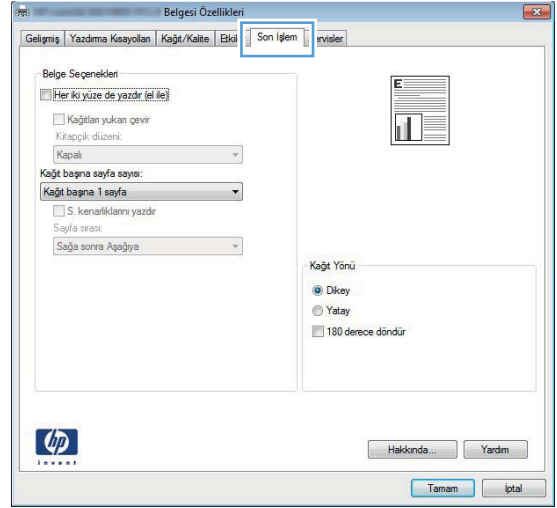 Belgesi Özellikleri
Gelişmiş Yazdırma Kısayolları Kağıt/Kalite Son İşlem
Belge Seçenekleri
Her iki yüze de yazdır (el ile)
Kağıtları yukarı çevir
Kitapçık düzeni:
Kapalı
Kağıt başına sayfa sayısı:
Kağıt başına 1 sayfa
S. kenarlıklarını yazdır
Sayfa sırası:
Sağa sonra Aşağıya
E
Kağıt Yönü
Dikey
Yatay
180 derece döndür
hp
invent
Hakkında... Yardım
Tamam İptal